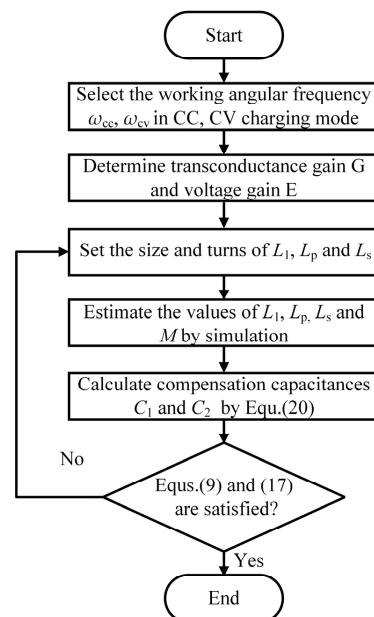 Start
Select the working angular frequency
ω_cc, ω_cv in CC, CV charging mode
Determine transconductance gain G
and voltage gain E
Set the size and turns of L₁, Lₚ and Lₛ
Estimate the values of L₁, Lₚ, Lₛ and
M by simulation
Calculate compensation capacitances
C₁ and C₂ by Equ.(20)
No
Equs.(9) and (17)
are satisfied?
Yes
End